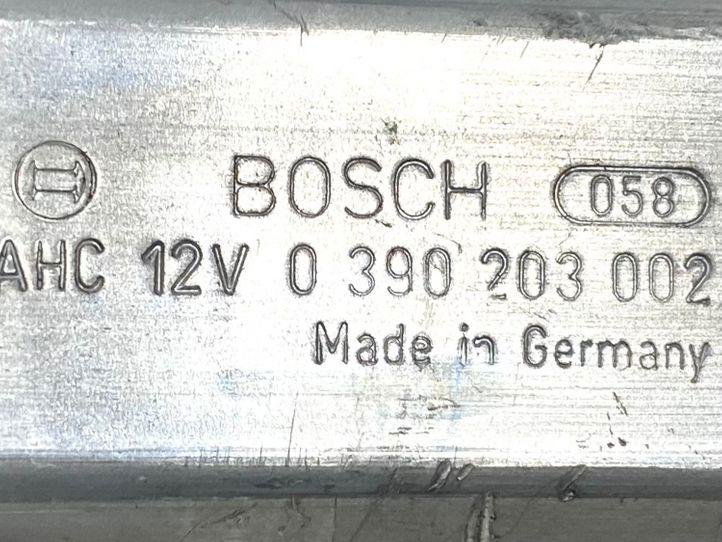 BOSCH 058
AHC 12V 0 390 203 002
Made in Germany